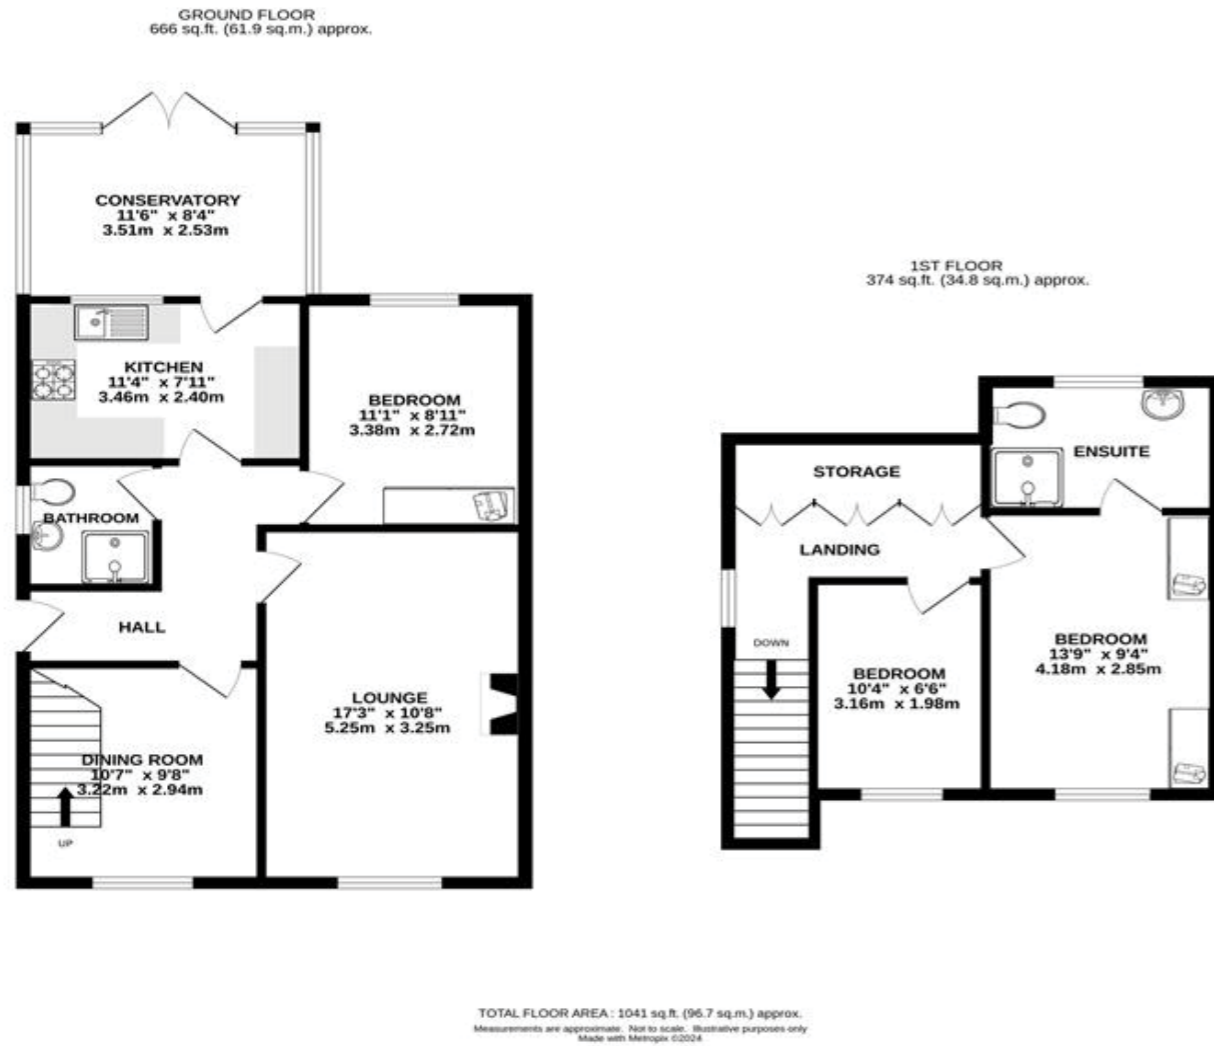 GROUND FLOOR
666 sq.ft. (61.9 sq.m.) approx.
CONSERVATORY
11'6" x 8'4"
3.51m x 2.53m
KITCHEN
11'4" x 7'11"
3.46m x 2.40m
BEDROOM
11'1" x 8'11"
3.38m x 2.72m
BATHROOM
HALL
LOUNGE
17'3" x 10'8"
5.25m x 3.25m
DINING ROOM
10'7" x 9'8"
3.22m x 2.94m
UP
1ST FLOOR
374 sq.ft. (34.8 sq.m.) approx.
ENSUITE
STORAGE
LANDING
DOWN
BEDROOM
10'4" x 6'6"
3.16m x 1.98m
BEDROOM
13'9" x 9'4"
4.18m x 2.85m
TOTAL FLOOR AREA : 1041 sq.ft. (96.7 sq.m.) approx.
Measurements are approximate. Not to scale. Illustrative purposes only
Made with Metropix ©2024